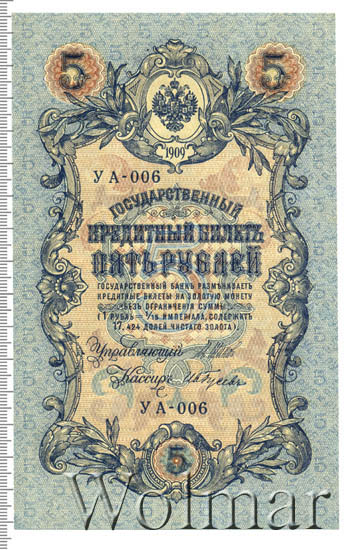 5 5
1909
УА-006
ГОСУДАРСТВЕННЫЙ
КРЕДИТНЫЙ БИЛЕТЪ
ПЯТЬ РУБЛЕЙ
ГОСУДАРСТВЕННЫЙ БАНКЪ РАЗМѢНИВАЕТЪ
КРЕДИТНЫЕ БИЛЕТЫ НА ЗОЛОТУЮ МОНЕТУ
БЕЗЪ ОГРАНИЧЕНІЯ СУММЫ
(1 РУБЛЬ = 1/15 ИМПЕРІАЛА, СОДЕРЖИТЪ
17,424 ДОЛЕЙ ЧИСТАГО ЗОЛОТА).
Управляющій
Кассиръ
УА-006
5
Wolmar